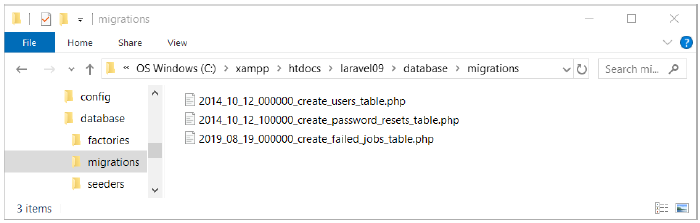 migrations
File Home Share View
« OS Windows (C:) > xampp > htdocs > laravel09 > database > migrations
Search mi...
config
database
factories
migrations
seeders
2014_10_12_000000_create_users_table.php
2014_10_12_100000_create_password_resets_table.php
2019_08_19_000000_create_failed_jobs_table.php
3 items